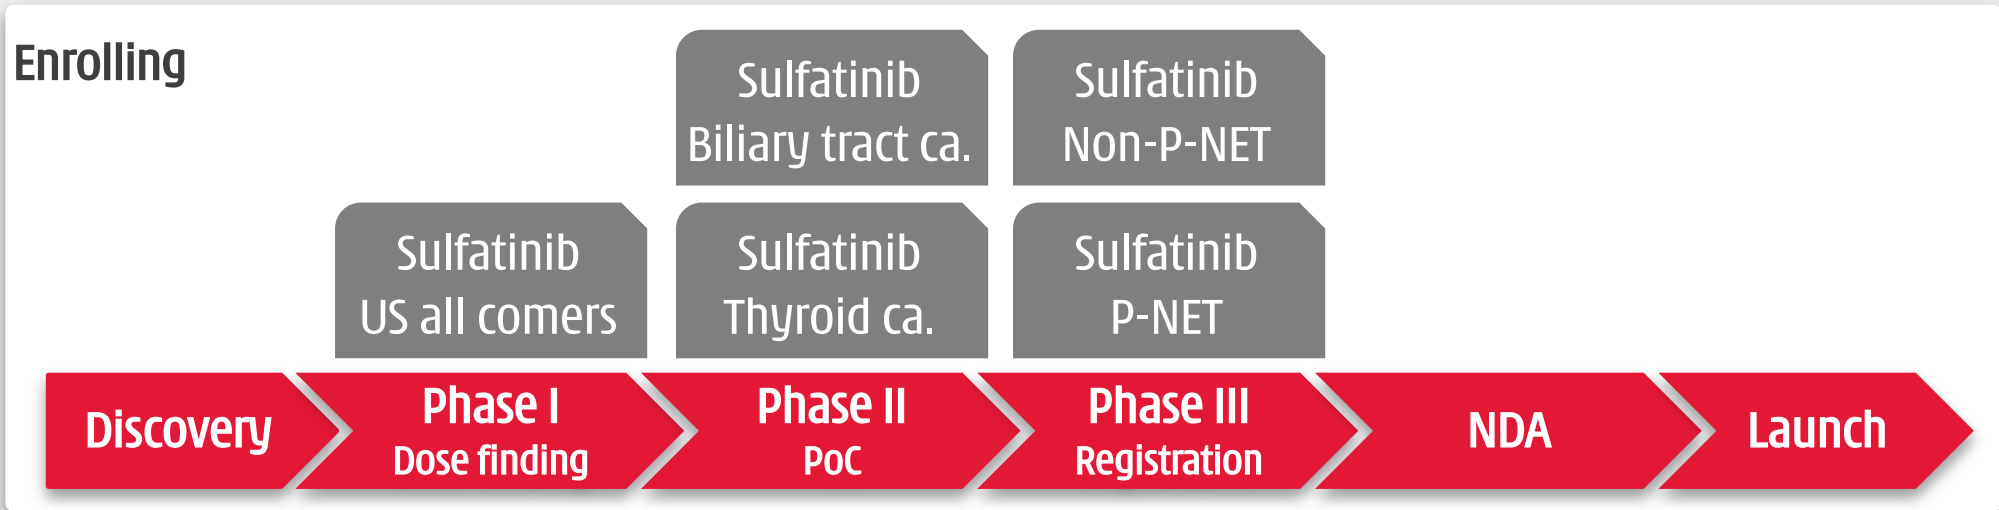 Enrolling
Sulfatinib
Biliary tract ca.
Sulfatinib
Non-P-NET
Sulfatinib
US all comers
Sulfatinib
Thyroid ca.
Sulfatinib
P-NET
Discovery
Phase I
Dose finding
Phase II
PoC
Phase III
Registration
NDA
Launch